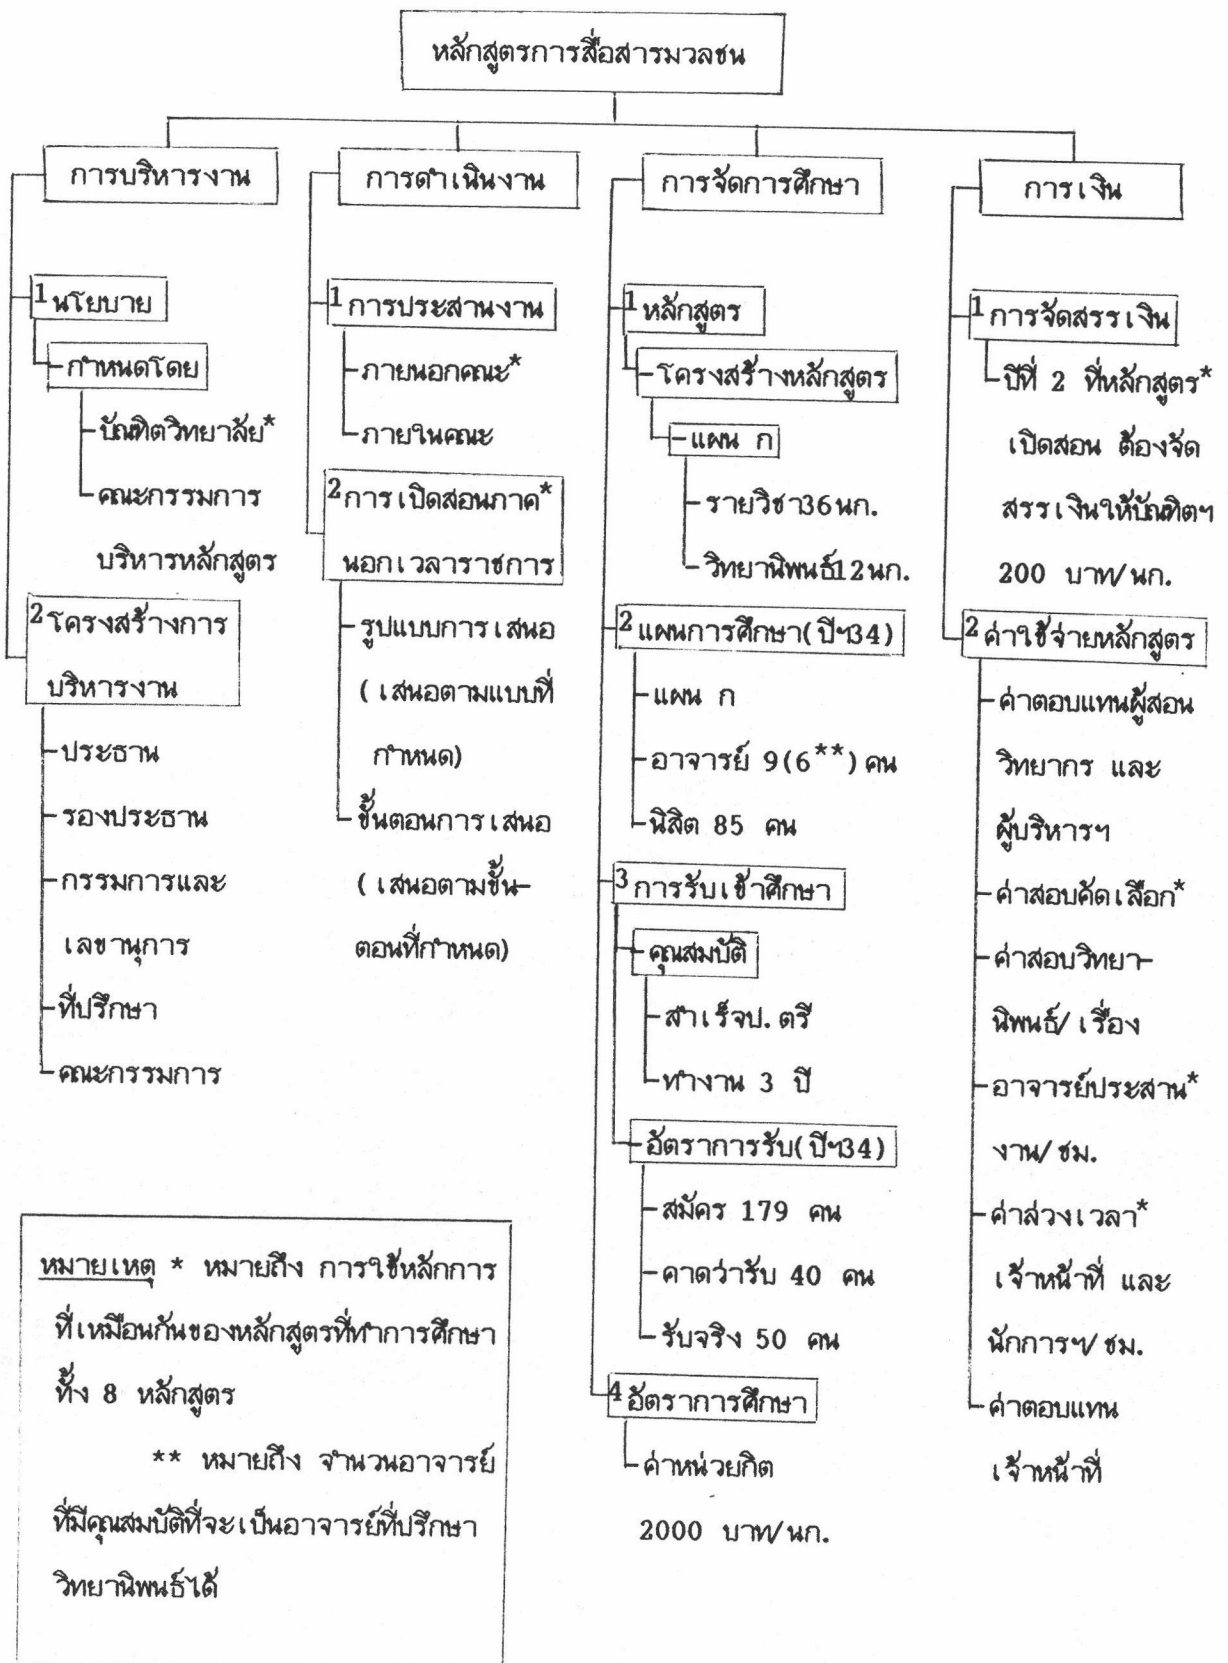 หลักสูตรการสื่อสารมวลชน
การบริหารงาน
1 นโยบาย
กำหนดโดย
บัณฑิตวิทยาลัย*
คณะกรรมการ
บริหารหลักสูตร
2 โครงสร้างการ
บริหารงาน
ประธาน
รองประธาน
กรรมการและ
เลขานุการ
ที่ปรึกษา
คณะกรรมการ
การดำเนินงาน
1 การประสานงาน
ภายนอกคณะ*
ภายในคณะ
2 การเปิดสอนภาค*
นอกเวลาราชการ
รูปแบบการเสนอ
(เสนอตามแบบที่
กำหนด)
ขั้นตอนการเสนอ
(เสนอตามขั้น-
ตอนที่กำหนด)
การจัดการศึกษา
1 หลักสูตร
โครงสร้างหลักสูตร
แผน ก
รายวิชา36นก.
วิทยานิพนธ์12นก.
2 แผนการศึกษา(ปีฯ34)
แผน ก
อาจารย์ 9(6**)คน
นิสิต 85 คน
3 การรับเข้าศึกษา
คุณสมบัติ
สำเร็จป.ตรี
ทำงาน 3 ปี
อัตราการรับ(ปีฯ34)
สมัคร 179 คน
คาดว่ารับ 40 คน
รับจริง 50 คน
4 อัตราการศึกษา
ค่าหน่วยกิต
2000 บาท/นก.
การเงิน
1 การจัดสรรเงิน
ปีที่ 2 ที่หลักสูตร*
เปิดสอน ต้องจัด
สรรเงินให้บัณฑิตฯ
200 บาท/นก.
2 ค่าใช้จ่ายหลักสูตร
ค่าตอบแทนผู้สอน
วิทยากร และ
ผู้บริหารฯ
ค่าสอบคัดเลือก*
ค่าสอบวิทยา-
นิพนธ์/เรื่อง
อาจารย์ประสาน*
งาน/ชม.
ค่าล่วงเวลา*
เจ้าหน้าที่ และ
นักการฯ/ชม.
ค่าตอบแทน
เจ้าหน้าที่
หมายเหตุ * หมายถึง การใช้หลักการ
ที่เหมือนกันของหลักสูตรที่ทำการศึกษา
ทั้ง 8 หลักสูตร
** หมายถึง จำนวนอาจารย์
ที่มีคุณสมบัติที่จะเป็นอาจารย์ที่ปรึกษา
วิทยานิพนธ์ได้